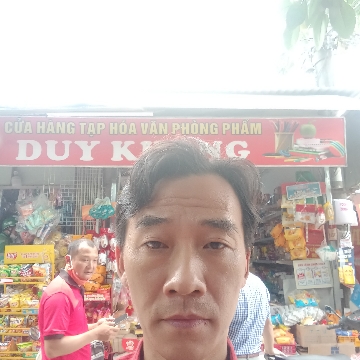 CỬA HÀNG TẠP HÓA VĂN PHÒNG PHẨM
DUY